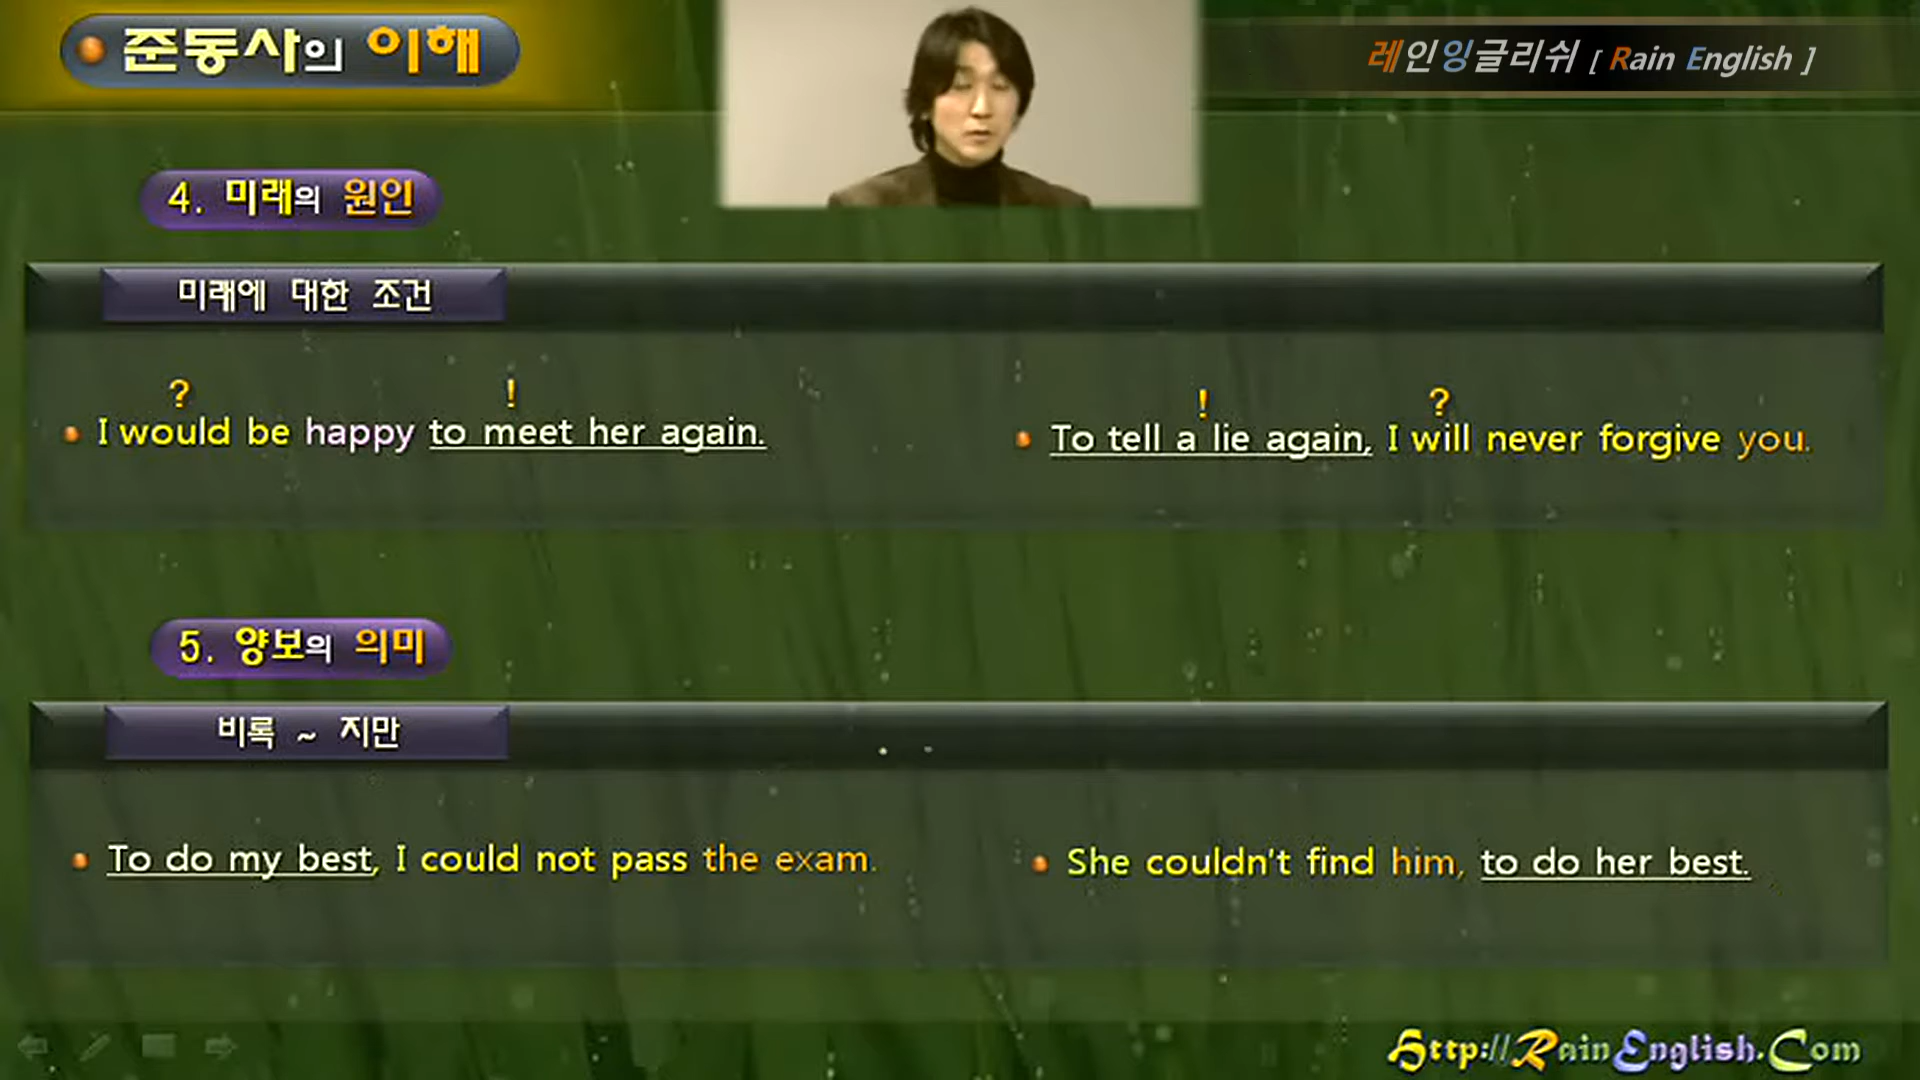 준동사의 이해
레인잉글리쉬 [ Rain English ]
4. 미래의 원인
미래에 대한 조건
? !
I would be happy to meet her again.
! ?
To tell a lie again, I will never forgive you.
5. 양보의 의미
비록 ~ 지만
To do my best, I could not pass the exam.
She couldn't find him, to do her best.
Http://RainEnglish.Com